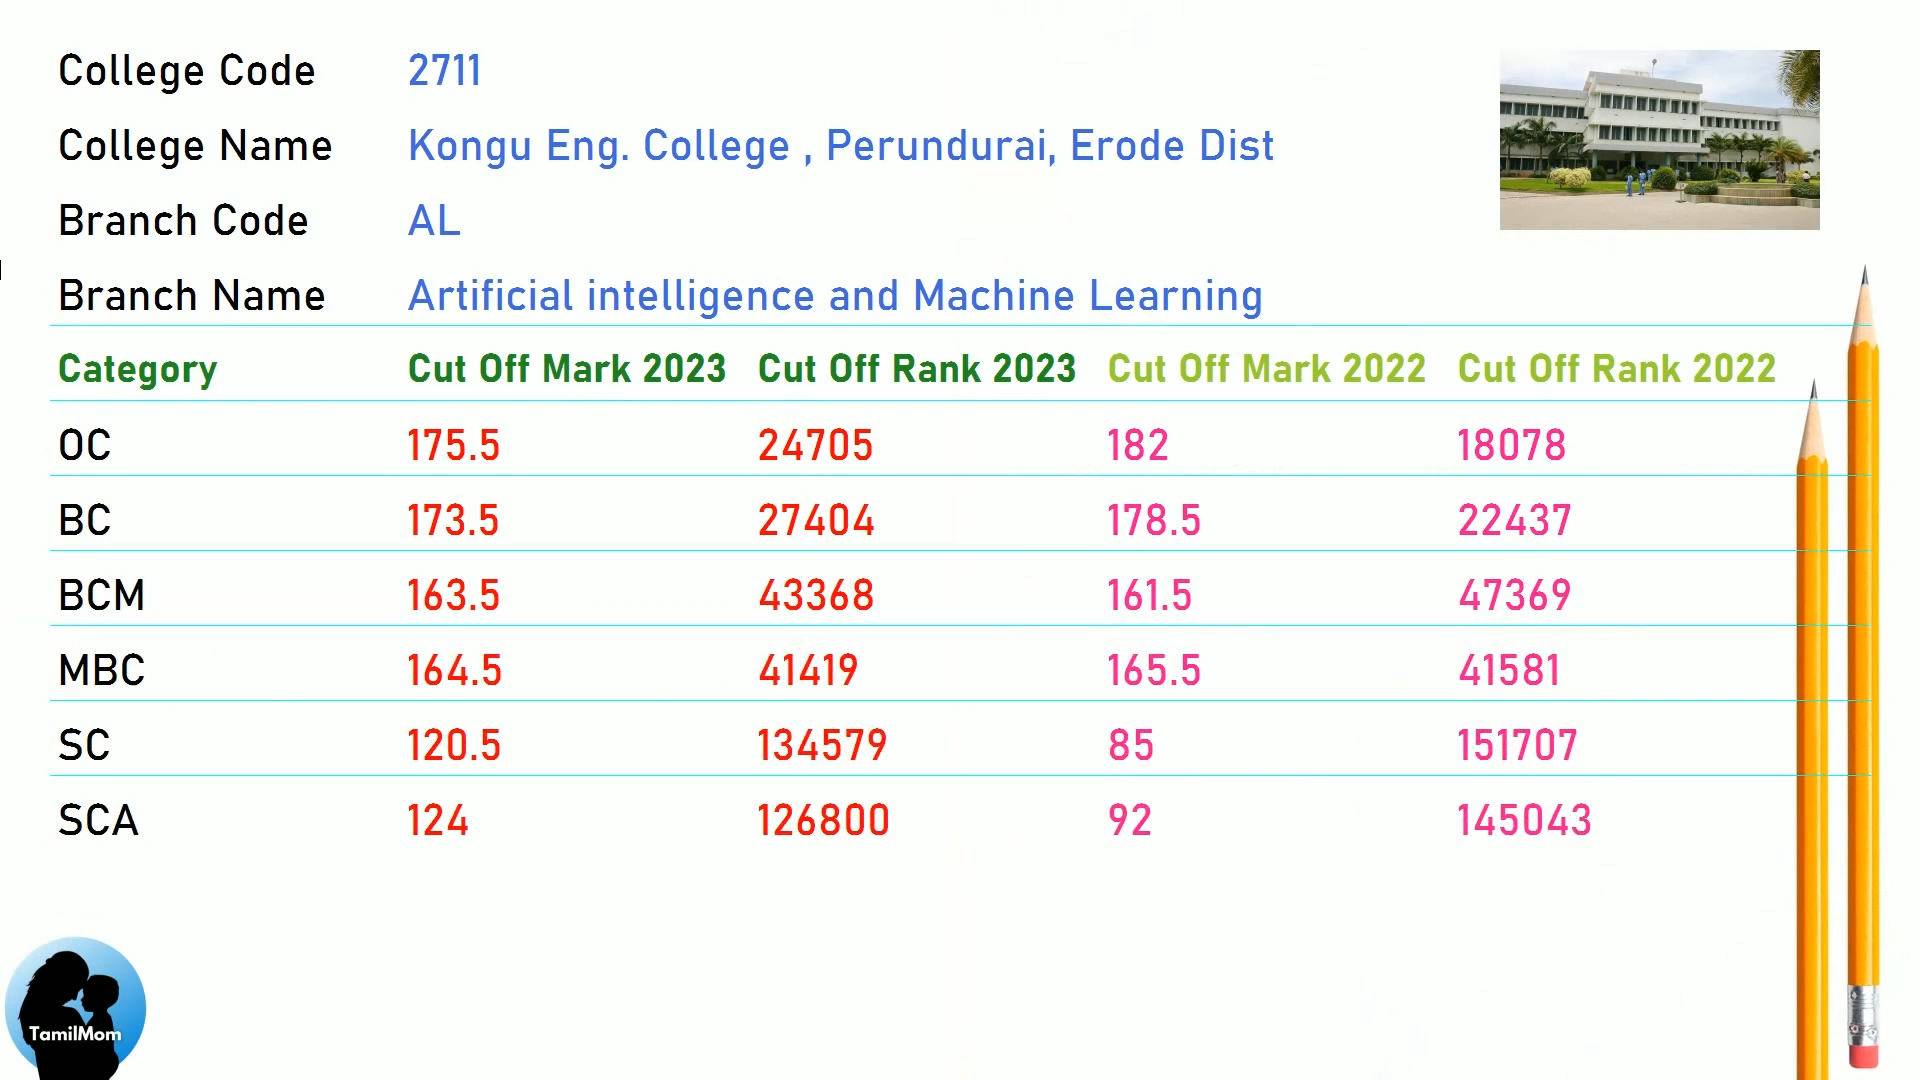 College Code 2711
College Name Kongu Eng. College , Perundurai, Erode Dist
Branch Code AL
Branch Name Artificial intelligence and Machine Learning
Category Cut Off Mark 2023 Cut Off Rank 2023 Cut Off Mark 2022 Cut Off Rank 2022
OC 175.5 24705 182 18078
BC 173.5 27404 178.5 22437
BCM 163.5 43368 161.5 47369
MBC 164.5 41419 165.5 41581
SC 120.5 134579 85 151707
SCA 124 126800 92 145043
TamilMom